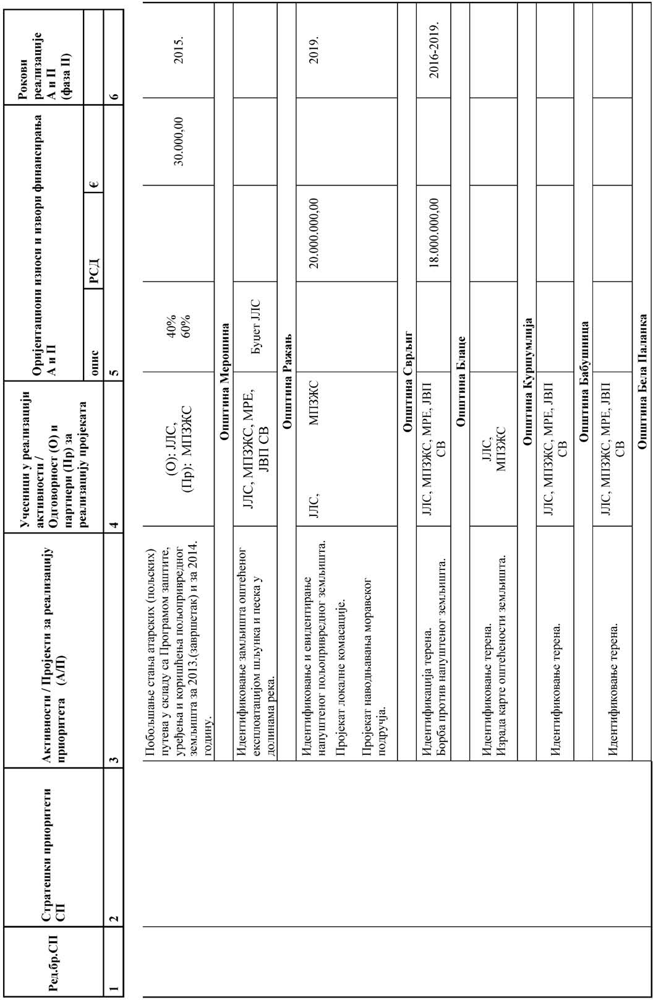 Ред.бр.СП
Стратешки приоритети
СП
Активности / Пројекти за реализацију
приоритета (А/П)
Учесници у реализацији
активности /
Одговорност (О) и
партнери (Пр) за
реализацију пројеката
Оријентациони износи и извори финансирања
А и П
опис
РСД
€
Рокови
реализације
А и П
(фаза II)
1
2
3
4
5
6
Побољшање стања атарских (пољских)
путева у складу са Програмом заштите,
уређења и коришћења пољопривредног
земљишта за 2013.(завршетак) и за 2014.
годину.
(О): ЈЛС,
(Пр): МПЗЖС
40%
60%
30.000,00
2015.
Општина Мерошина
Идентификовање замљишта оштећеног
експлоатацијом шљунка и песка у
долинама река.
ЈЛС, МПЗЖС, МРЕ,
ЈВП СВ
Буџет ЈЛС
Општина Ражањ
Идентификовање и евидентирање
напуштеног пољопривредног земљишта.
Пројекат локалне комасације.
Пројекат наводњавања моравског
подручја.
ЈЛС, МПЗЖС
20.000.000,00
2019.
Општина Сврљиг
Идентификација терена.
Борба против напуштеног земљишта.
ЈЛС, МПЗЖС, МРЕ, ЈВП
СВ
18.000.000,00
2016-2019.
Општина Блаце
Идентификовање терена.
Израда карте оштећености земљишта.
ЈЛС,
МПЗЖС
Општина Куршумлија
Идентификовање терена.
ЈЛС, МПЗЖС, МРЕ, ЈВП
СВ
Општина Бабушница
Идентификовање терена.
ЈЛС, МПЗЖС, МРЕ, ЈВП
СВ
Општина Бела Паланка